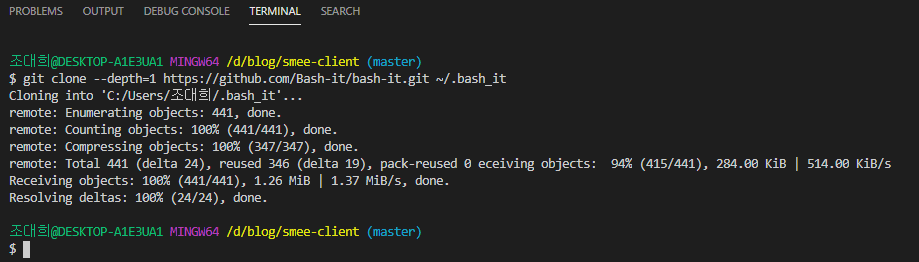 PROBLEMS OUTPUT DEBUG CONSOLE TERMINAL SEARCH
조대희@DESKTOP-A1E3UA1 MINGW64 /d/blog/smee-client (master)
$ git clone --depth=1 https://github.com/Bash-it/bash-it.git ~/.bash_it
Cloning into 'C:/Users/조대희/.bash_it'...
remote: Enumerating objects: 441, done.
remote: Counting objects: 100% (441/441), done.
remote: Compressing objects: 100% (347/347), done.
remote: Total 441 (delta 24), reused 346 (delta 19), pack-reused 0 eceiving objects:  94% (415/441), 284.00 KiB | 514.00 KiB/s
Receiving objects: 100% (441/441), 1.26 MiB | 1.37 MiB/s, done.
Resolving deltas: 100% (24/24), done.
조대희@DESKTOP-A1E3UA1 MINGW64 /d/blog/smee-client (master)
$